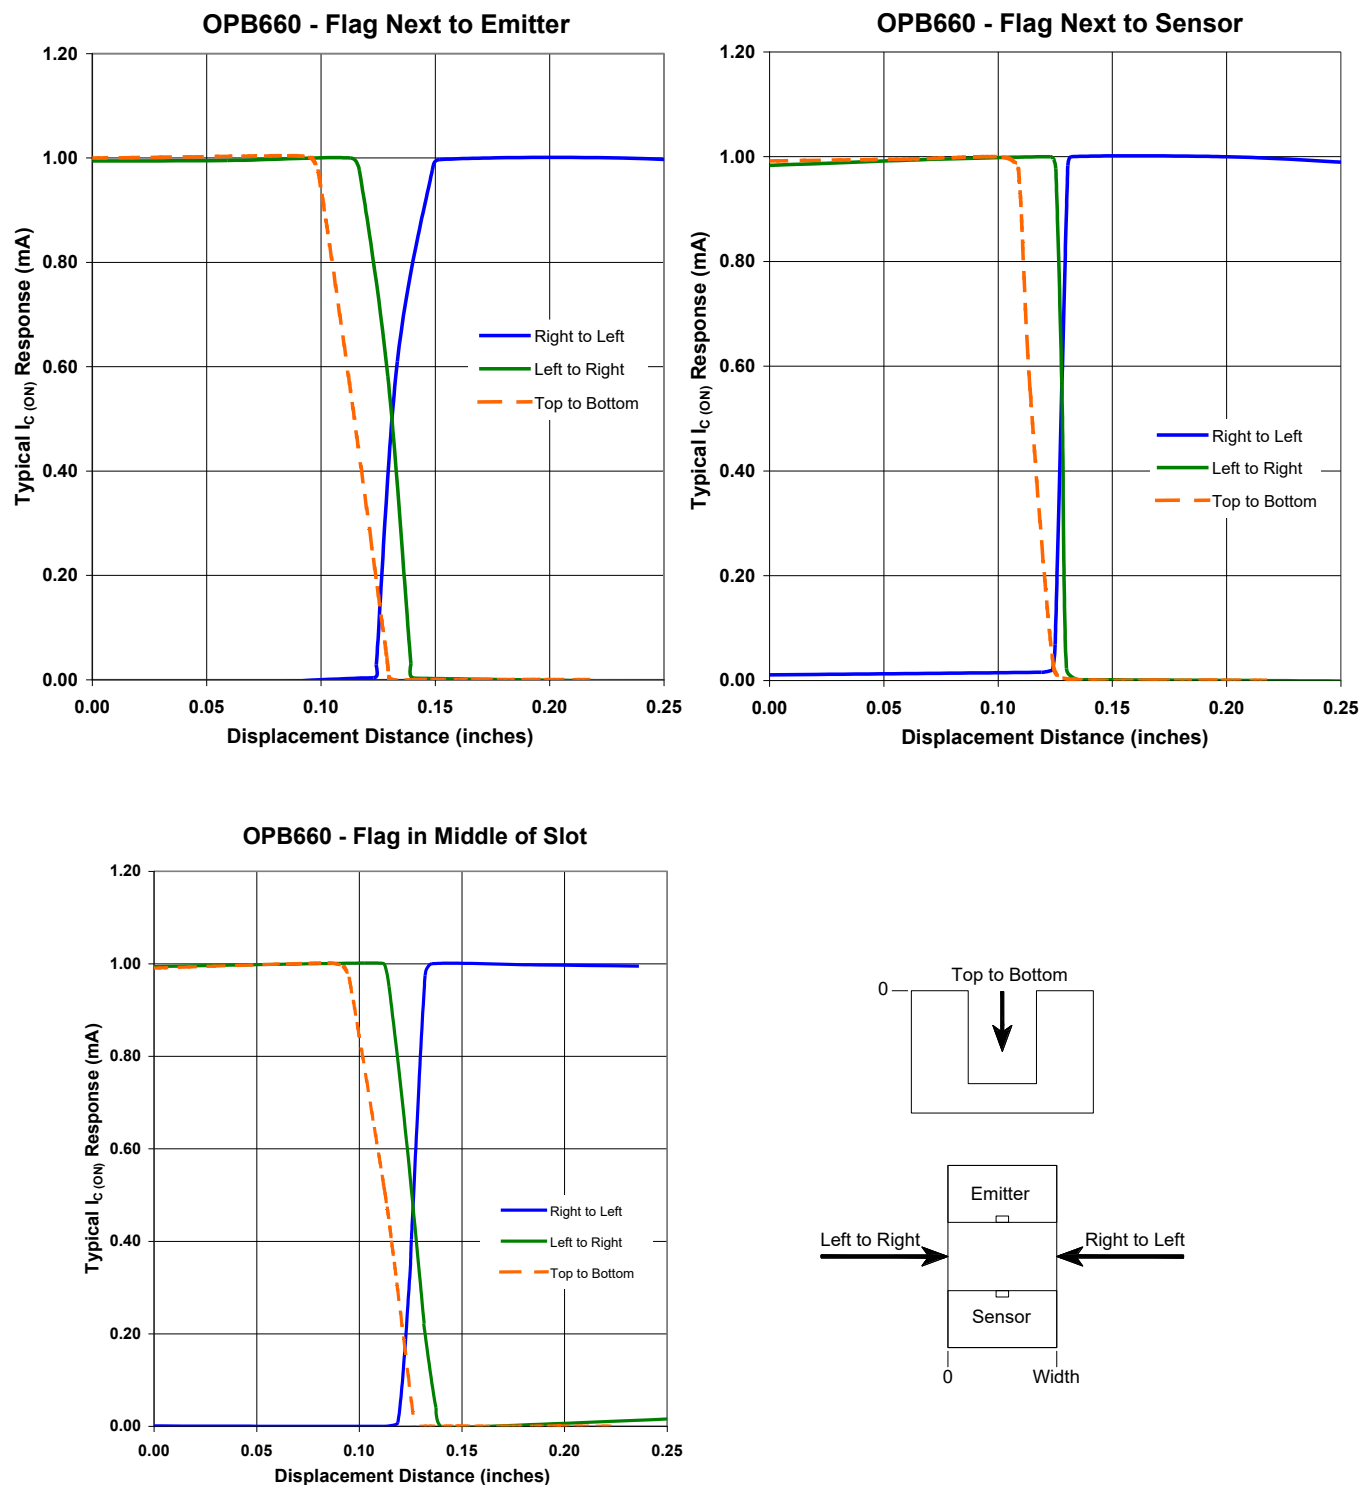 OPB660 - Flag Next to Emitter
1.20
1.00
0.80
0.60
0.40
0.20
0.00
Typical IC (ON) Response (mA)
Right to Left
Left to Right
Top to Bottom
0.00 0.05 0.10 0.15 0.20 0.25
Displacement Distance (inches)
OPB660 - Flag Next to Sensor
1.20
1.00
0.80
0.60
0.40
0.20
0.00
Typical IC (ON) Response (mA)
Right to Left
Left to Right
Top to Bottom
0.00 0.05 0.10 0.15 0.20 0.25
Displacement Distance (inches)
OPB660 - Flag in Middle of Slot
1.20
1.00
0.80
0.60
0.40
0.20
0.00
Typical IC (ON) Response (mA)
Right to Left
Left to Right
Top to Bottom
0.00 0.05 0.10 0.15 0.20 0.25
Displacement Distance (inches)
Top to Bottom
0
Emitter
Left to Right
Right to Left
Sensor
0
Width